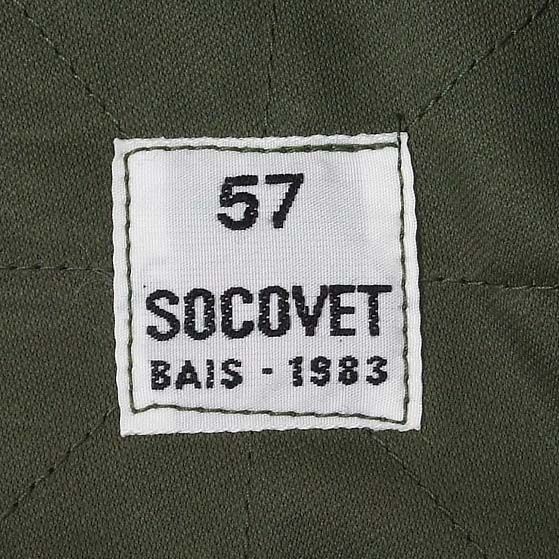 57
SOCOVET
BAIS - 1983